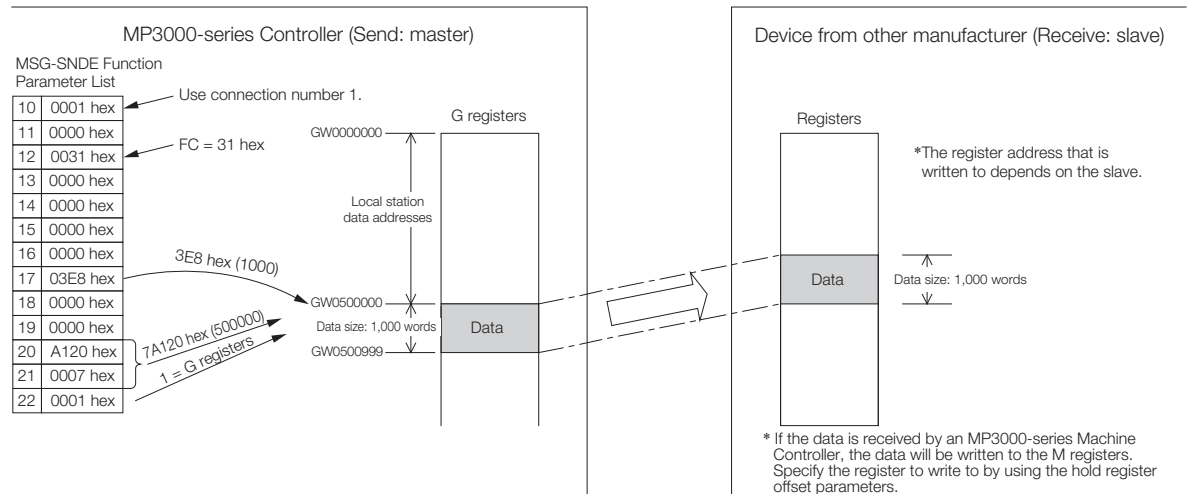 MP3000-series Controller (Send: master)
MSG-SNDE Function
Parameter List
10 0001 hex
11 0000 hex
12 0031 hex
13 0000 hex
14 0000 hex
15 0000 hex
16 0000 hex
17 03E8 hex
18 0000 hex
19 0000 hex
20 A120 hex
21 0007 hex
22 0001 hex
Use connection number 1.
FC = 31 hex
3E8 hex (1000)
7A120 hex (500000)
1 = G registers
G registers
GW0000000
Local station
data addresses
GW0500000
Data size: 1,000 words
Data
GW0500999
Device from other manufacturer (Receive: slave)
Registers
*The register address that is
written to depends on the slave.
Data
Data size: 1,000 words
* If the data is received by an MP3000-series Machine
Controller, the data will be written to the M registers.
Specify the register to write to by using the hold register
offset parameters.